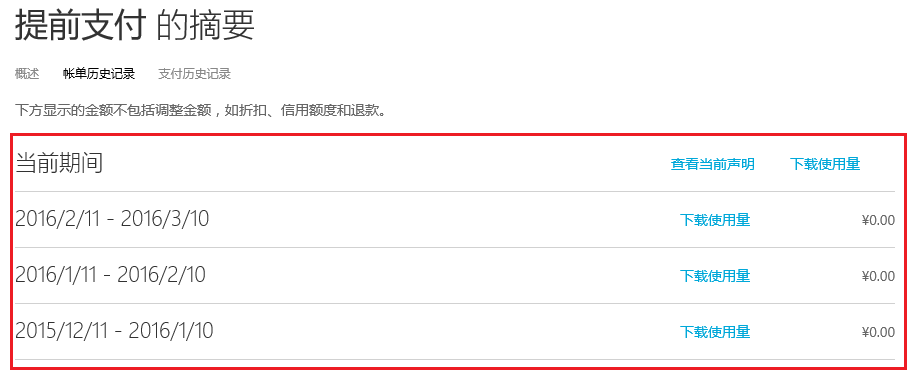 提前支付 的摘要
概述 帐单历史记录 支付历史记录
下方显示的金额不包括调整金额，如折扣、信用额度和退款。
当前期间 查看当前声明 下载使用量
2016/2/11 - 2016/3/10 下载使用量 ¥0.00
2016/1/11 - 2016/2/10 下载使用量 ¥0.00
2015/12/11 - 2016/1/10 下载使用量 ¥0.00